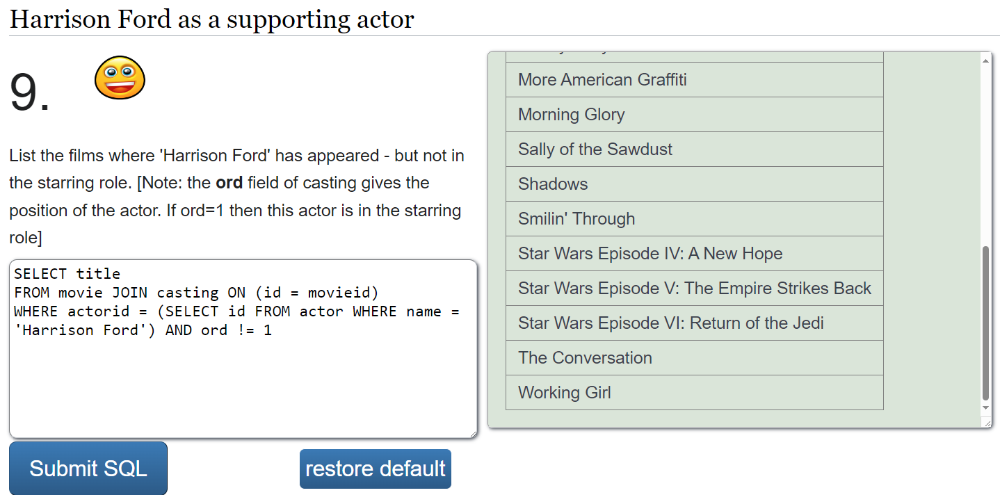 Harrison Ford as a supporting actor
9.
List the films where 'Harrison Ford' has appeared - but not in
the starring role. [Note: the ord field of casting gives the
position of the actor. If ord=1 then this actor is in the starring
role]
SELECT title
FROM movie JOIN casting ON (id = movieid)
WHERE actorid = (SELECT id FROM actor WHERE name =
'Harrison Ford') AND ord != 1
Submit SQL
restore default
More American Graffiti
Morning Glory
Sally of the Sawdust
Shadows
Smilin' Through
Star Wars Episode IV: A New Hope
Star Wars Episode V: The Empire Strikes Back
Star Wars Episode VI: Return of the Jedi
The Conversation
Working Girl